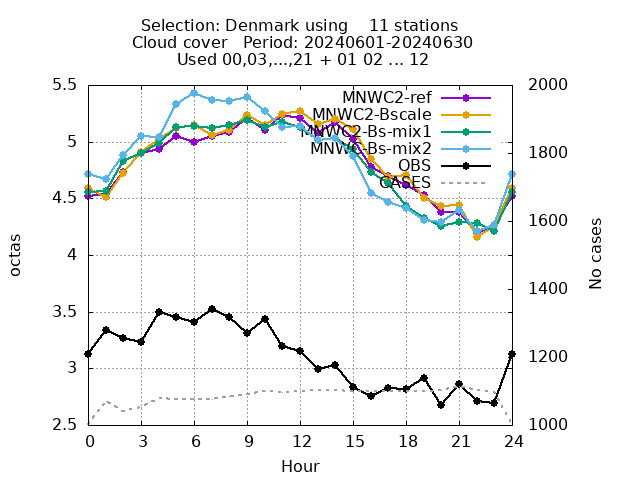 Selection: Denmark using    11 stations
Cloud cover   Period: 20240601-20240630
Used 00,03,...,21 + 01 02 ... 12
5.5
5
4.5
4
3.5
3
2.5
octas
2000
1800
1600
1400
1200
1000
No cases
MNWC2-ref
MNWC2-Bscale
MNWC2-Bs-mix1
MNWC2-Bs-mix2
OBS
CASES
0 3 6 9 12 15 18 21 24
Hour